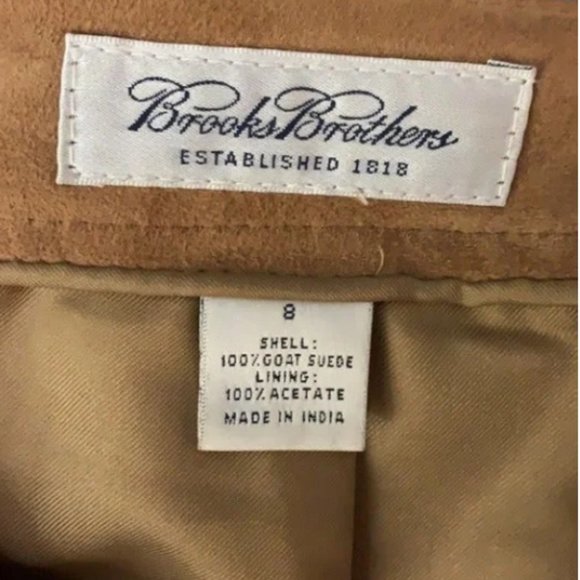 Brooks Brothers
ESTABLISHED 1818
8
SHELL:
100% GOAT SUEDE
LINING:
100% ACETATE
MADE IN INDIA